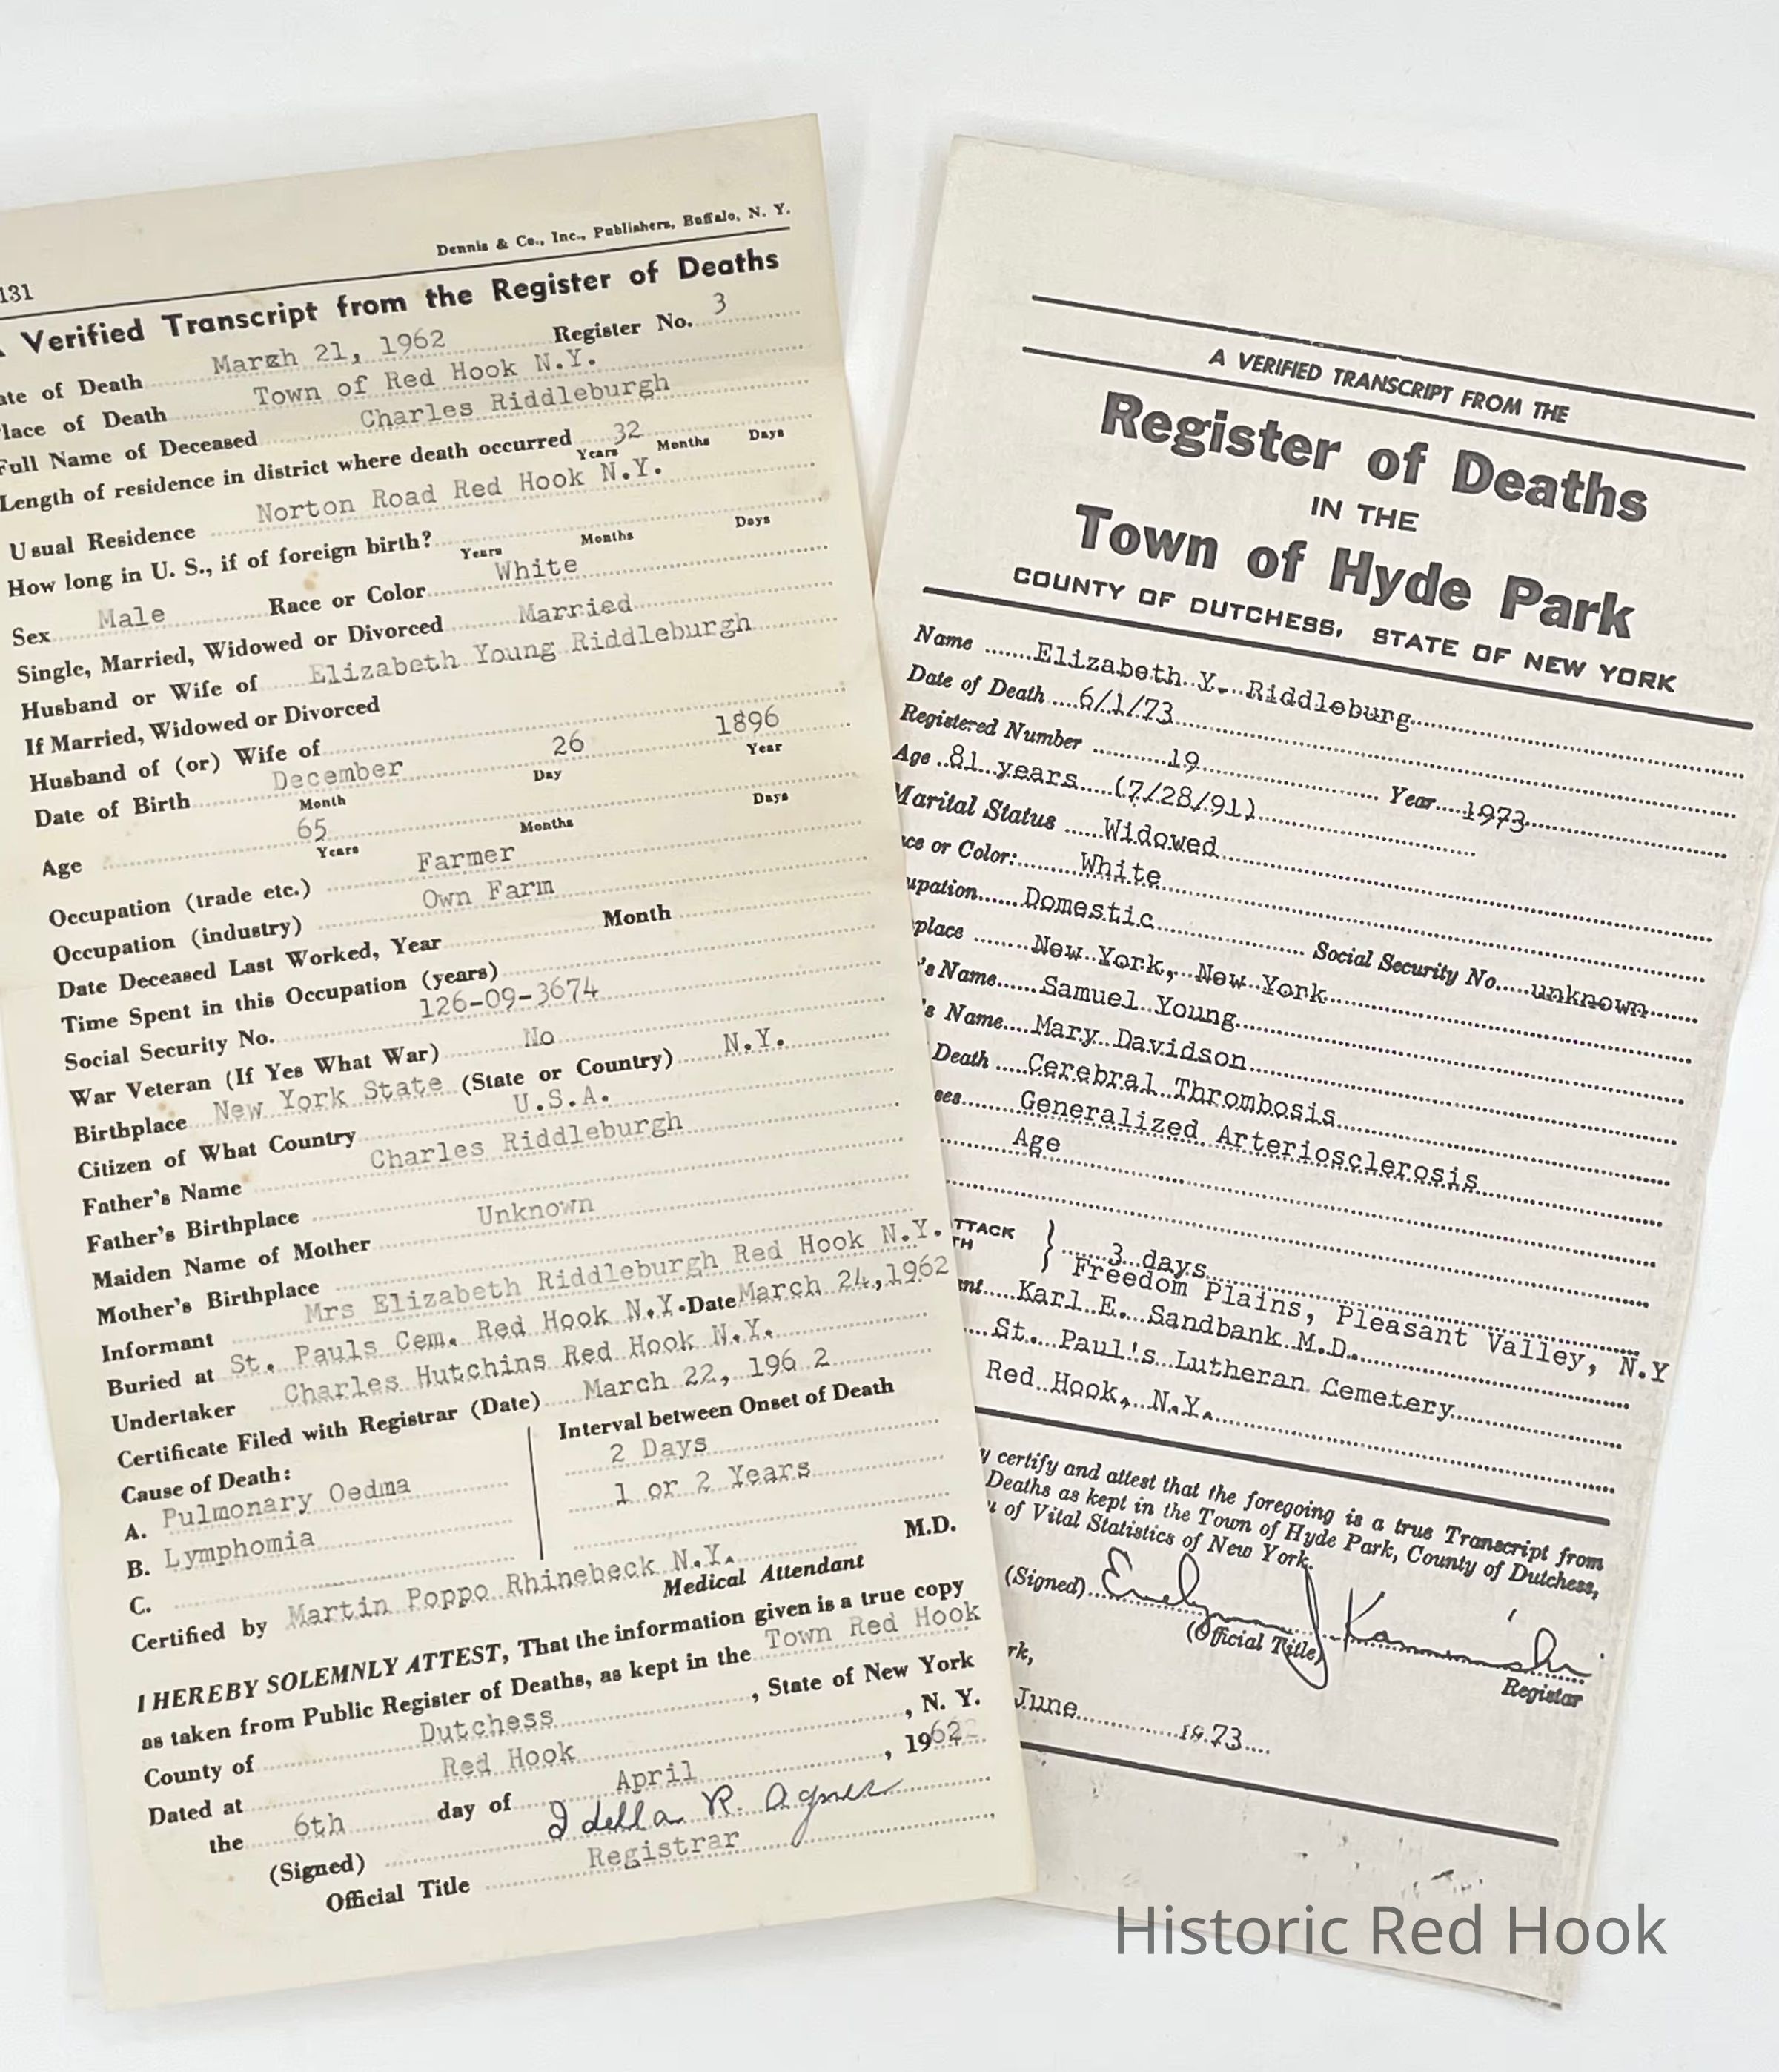 131
Dennis & Co., Inc., Publishers, Buffalo, N. Y.
Verified Transcript from the Register of Deaths
ate of Death March 21, 1962 Register No. 3
lace of Death Town of Red Hook N.Y.
Full Name of Deceased Charles Riddleburgh
Length of residence in district where death occurred 32
Years Months Days
Usual Residence Norton Road Red Hook N.Y.
How long in U. S., if of foreign birth?
Years Months Days
Sex Male Race or Color White
Single, Married, Widowed or Divorced Married
Husband or Wife of Elizabeth Young Riddleburgh
If Married, Widowed or Divorced
Husband of (or) Wife of
Date of Birth December 26 1896
Month Day Year
Age 65
Years Months Days
Occupation (trade etc.) Farmer
Occupation (industry) Own Farm
Date Deceased Last Worked, Year Month
Time Spent in this Occupation (years)
Social Security No. 126-09-3674
War Veteran (If Yes What War) No
Birthplace New York State (State or Country) N.Y.
Citizen of What Country U.S.A.
Father's Name Charles Riddleburgh
Father's Birthplace
Maiden Name of Mother Unknown
Mother's Birthplace
Informant Mrs Elizabeth Riddleburgh Red Hook N.Y.
Buried at St. Pauls Cem. Red Hook N.Y. Date March 24, 1962
Undertaker Charles Hutchins Red Hook N.Y.
Certificate Filed with Registrar (Date) March 22, 196 2
Cause of Death: Interval between Onset of Death
A. Pulmonary Oedma 2 Days
B. Lymphomia 1 or 2 Years
C.
Certified by Martin Poppo Rhinebeck N.Y. M.D.
Medical Attendant
I HEREBY SOLEMNLY ATTEST, That the information given is a true copy
as taken from Public Register of Deaths, as kept in the Town Red Hook
County of Dutchess , State of New York
Dated at Red Hook , N. Y.
the 6th day of April , 1962
(Signed) Idella R. Agner
Official Title Registrar
A VERIFIED TRANSCRIPT FROM THE
Register of Deaths
IN THE
Town of Hyde Park
COUNTY OF DUTCHESS, STATE OF NEW YORK
Name Elizabeth Y. Riddleburg
Date of Death 6/1/73
Registered Number 19 Year 1973
Age 81 years (7/28/91)
Marital Status Widowed
ce or Color: White
upation Domestic Social Security No. unknown
place New York, New York
's Name Samuel Young
's Name Mary Davidson
Death Cerebral Thrombosis
ses Generalized Arteriosclerosis
Age
TTACK
TH } 3 days
Freedom Plains, Pleasant Valley, N.Y
nt Karl E. Sandbank M.D.
St. Paul's Lutheran Cemetery
Red Hook, N.Y.
y certify and attest that the foregoing is a true Transcript from
Deaths as kept in the Town of Hyde Park, County of Dutchess,
u of Vital Statistics of New York.
(Signed) Evelyn
(Official Title) Registar
rk,
June 1973
Historic Red Hook